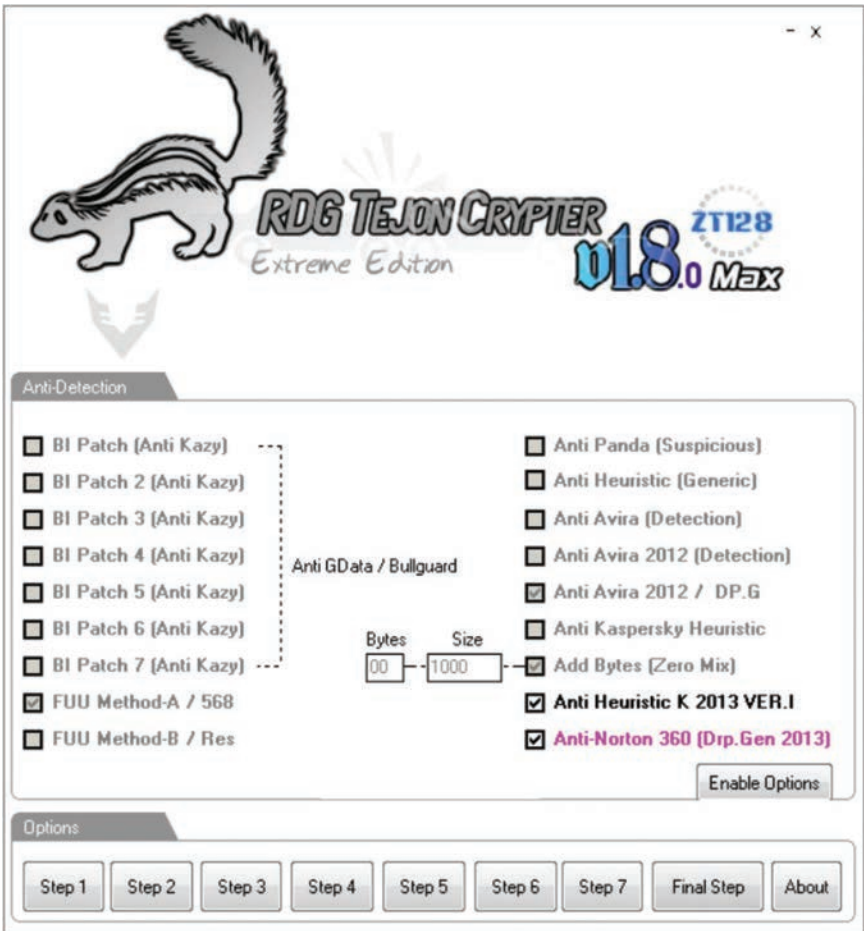 - x
RDG TEJON CRYPTER
Extreme Edition
v1.8.0 Max
ZT128
Anti-Detection
BI Patch (Anti Kazy)
BI Patch 2 (Anti Kazy)
BI Patch 3 (Anti Kazy)
BI Patch 4 (Anti Kazy)
BI Patch 5 (Anti Kazy)
BI Patch 6 (Anti Kazy)
BI Patch 7 (Anti Kazy)
FUU Method-A / 568
FUU Method-B / Res
Anti GData / Bullguard
Bytes Size
00 1000
Anti Panda (Suspicious)
Anti Heuristic (Generic)
Anti Avira (Detection)
Anti Avira 2012 (Detection)
Anti Avira 2012 / DP.G
Anti Kaspersky Heuristic
Add Bytes (Zero Mix)
Anti Heuristic K 2013 VER.I
Anti-Norton 360 (Drp.Gen 2013)
Enable Options
Options
Step 1 Step 2 Step 3 Step 4 Step 5 Step 6 Step 7 Final Step About